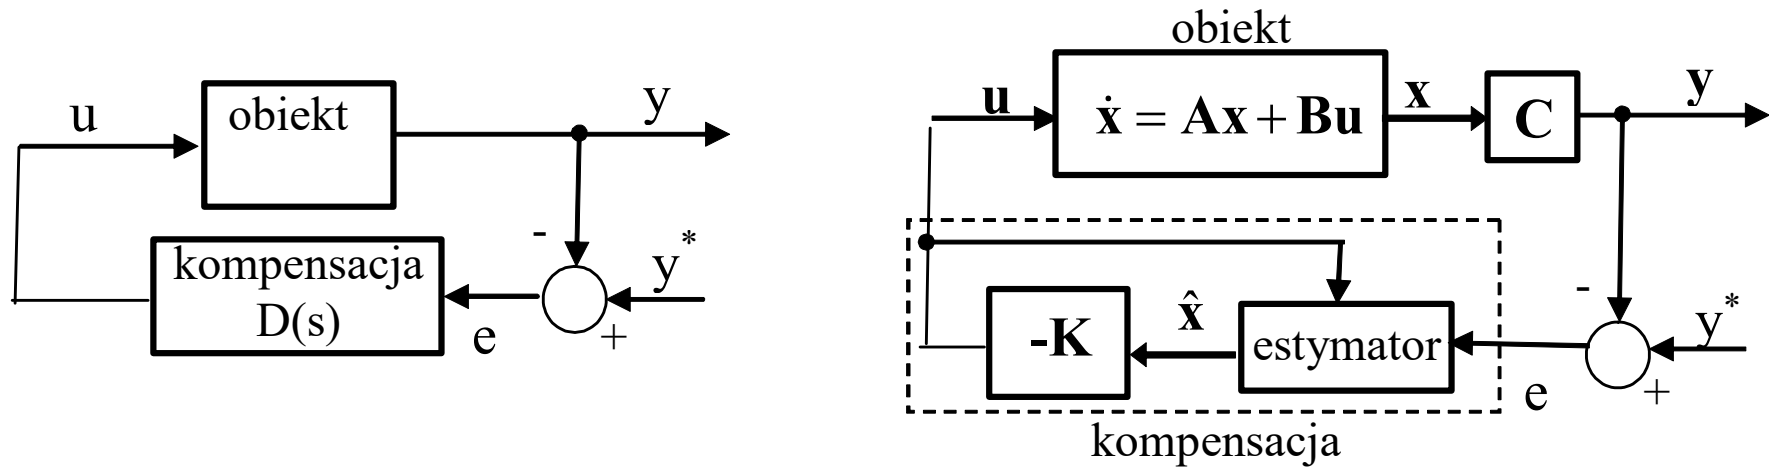 u
obiekt
y
-
y*
kompensacja
D(s)
e
+
obiekt
u
ẋ = Ax + Bu
x
C
y
-
y*
-K
x̂
estymator
e
+
kompensacja